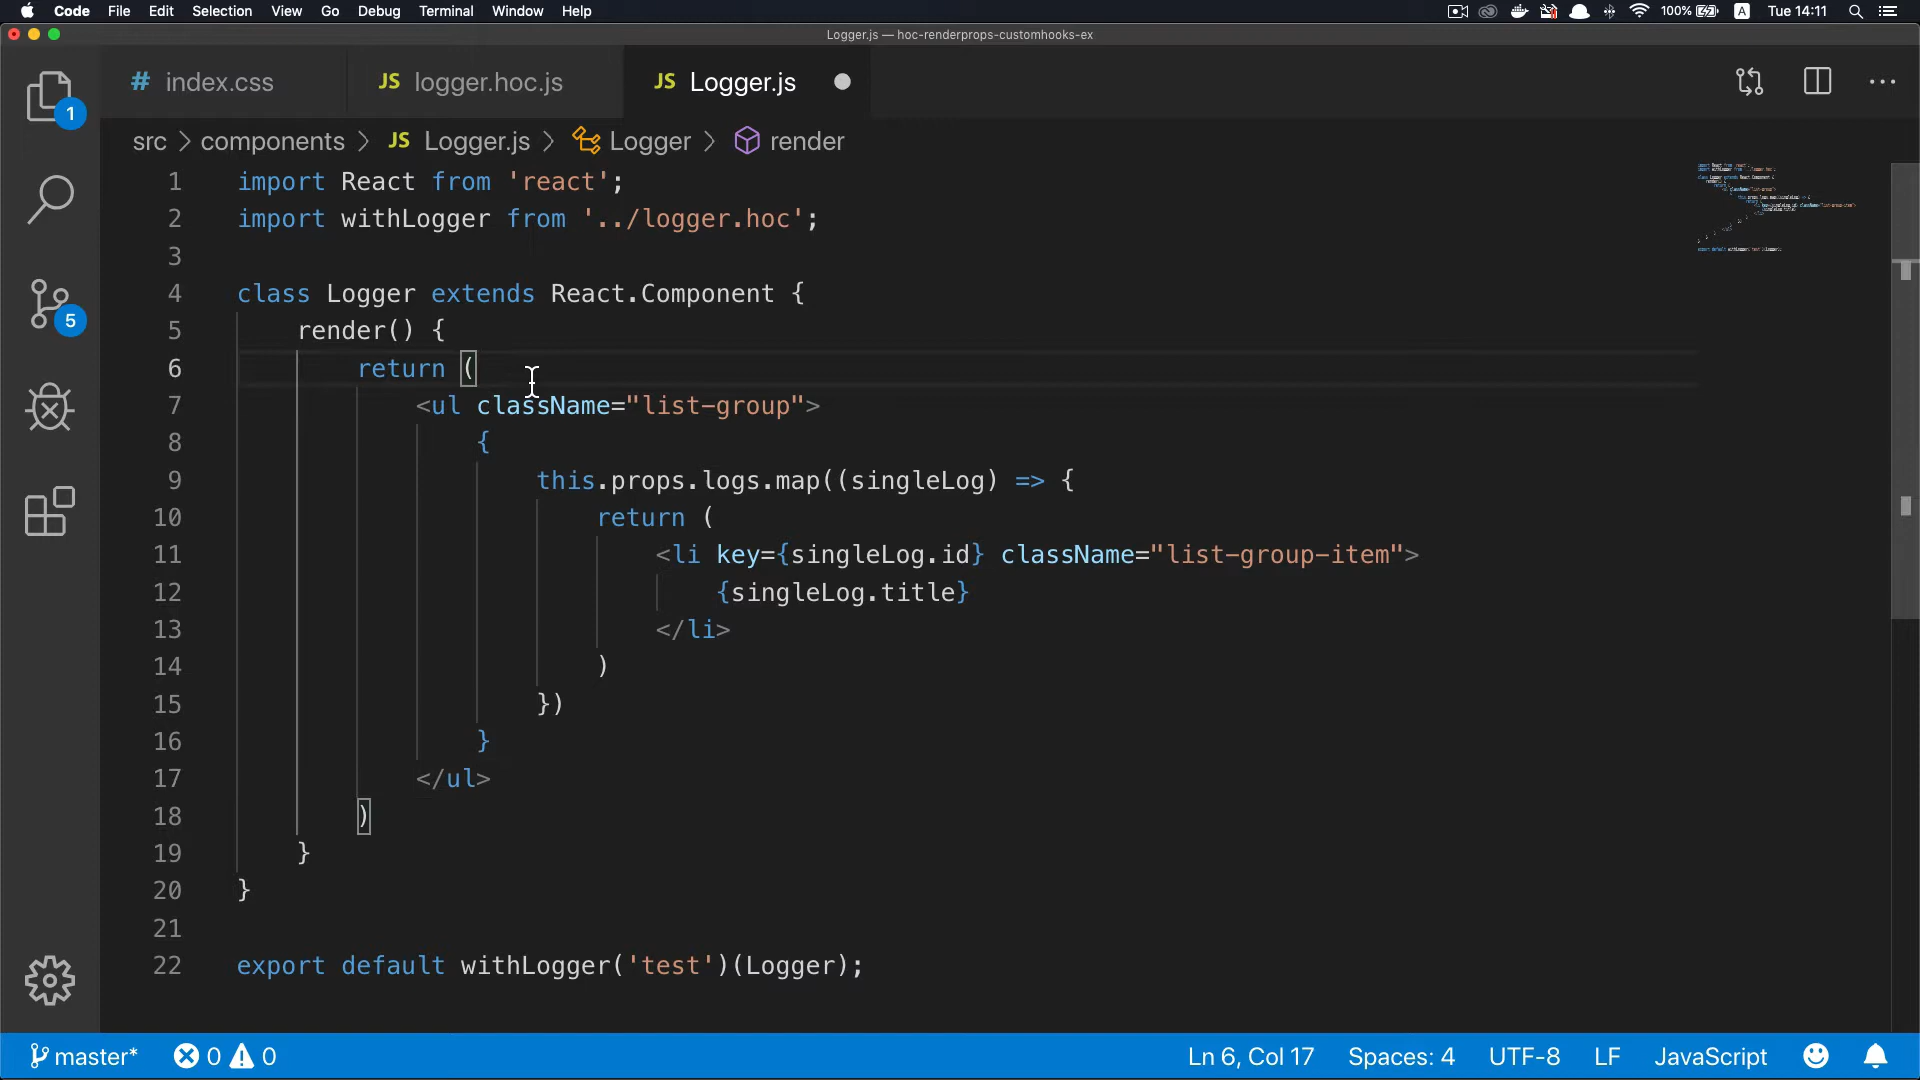 Code File Edit Selection View Go Debug Terminal Window Help 100% A Tue 14:11
Logger.js — hoc-renderprops-customhooks-ex
# index.css JS logger.hoc.js JS Logger.js
src > components > JS Logger.js > Logger > render
1 import React from 'react';
2 import withLogger from '../logger.hoc';
3
4 class Logger extends React.Component {
5 render() {
6 return (
7 <ul className="list-group">
8 {
9 this.props.logs.map((singleLog) => {
10 return (
11 <li key={singleLog.id} className="list-group-item">
12 {singleLog.title}
13 </li>
14 )
15 })
16 }
17 </ul>
18 )
19 }
20 }
21
22 export default withLogger('test')(Logger);
1
5
master* 0 0 Ln 6, Col 17 Spaces: 4 UTF-8 LF JavaScript